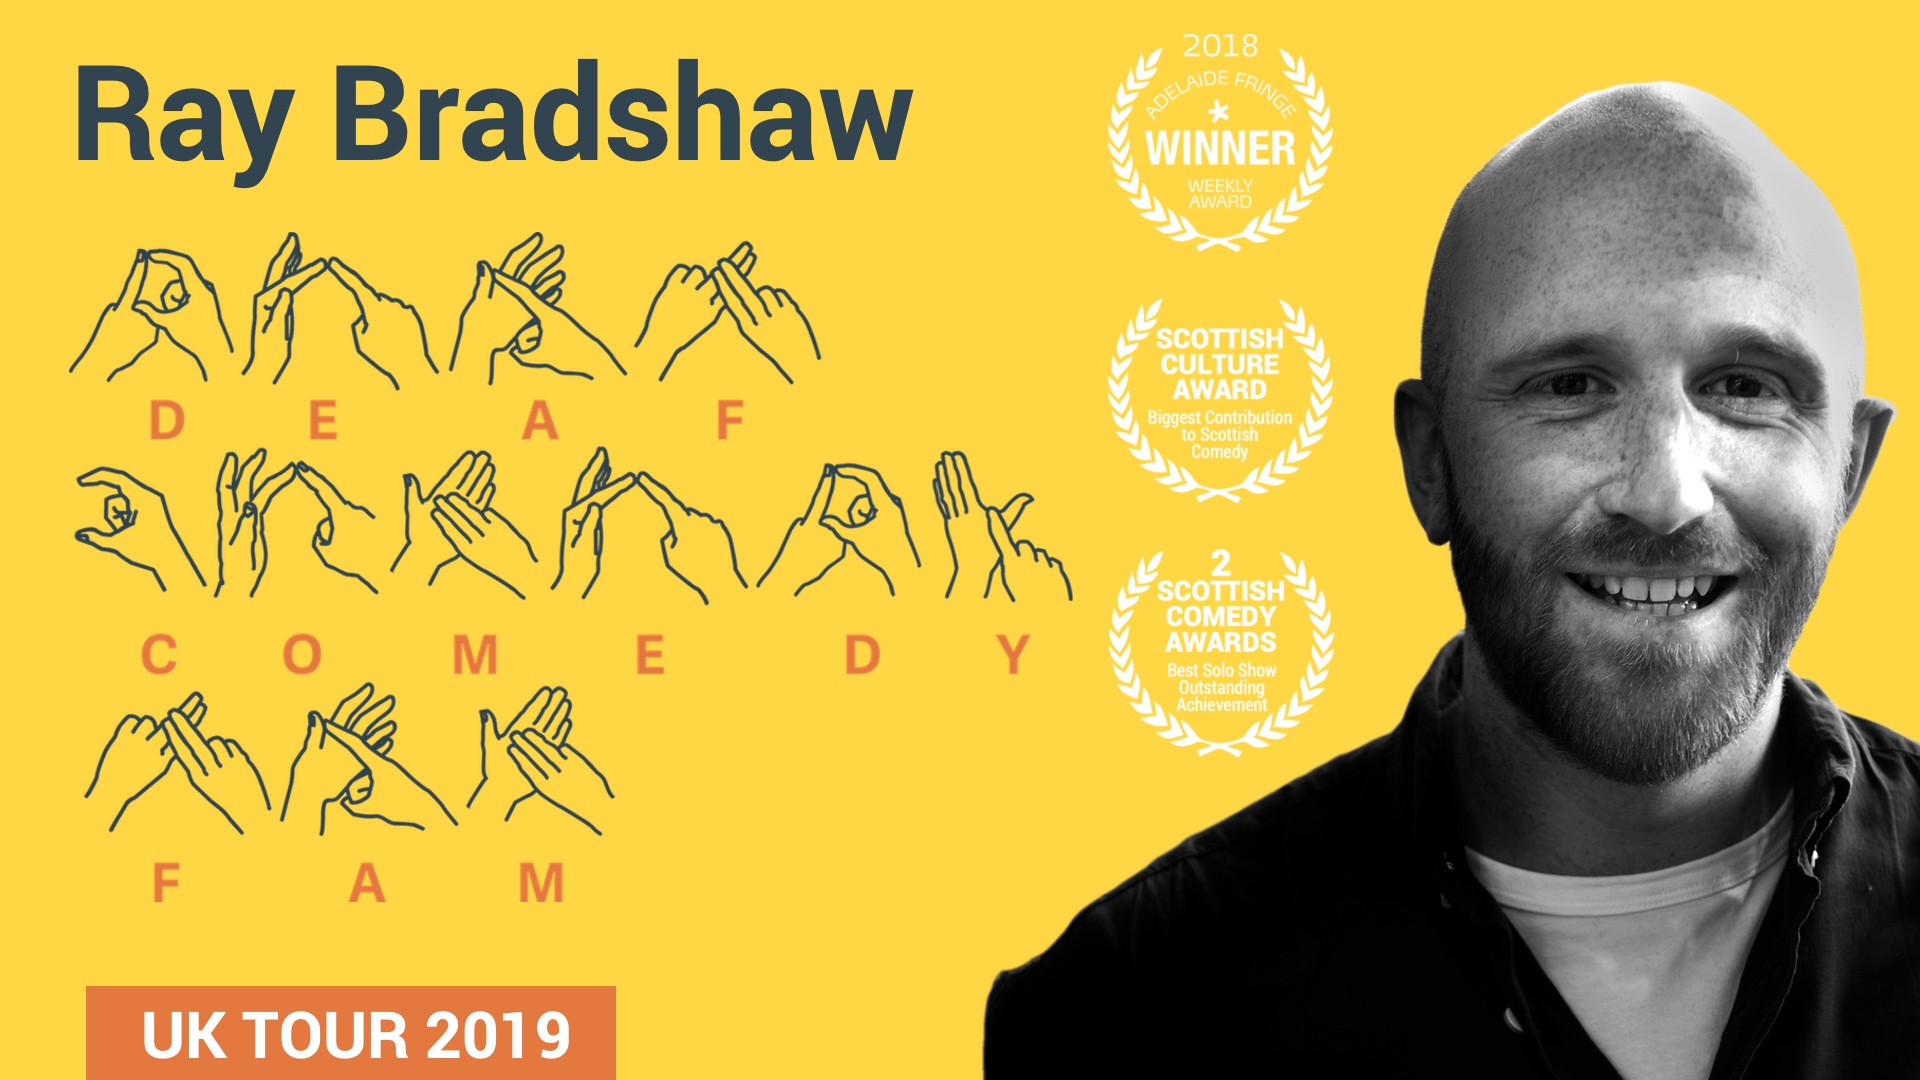 Ray Bradshaw
D E A F
C O M E D Y
F A M
UK TOUR 2019
2018
ADELAIDE FRINGE
WINNER
WEEKLY
AWARD
SCOTTISH
CULTURE
AWARD
Biggest Contribution
to Scottish
Comedy
2
SCOTTISH
COMEDY
AWARDS
Best Solo Show
Outstanding
Achievement